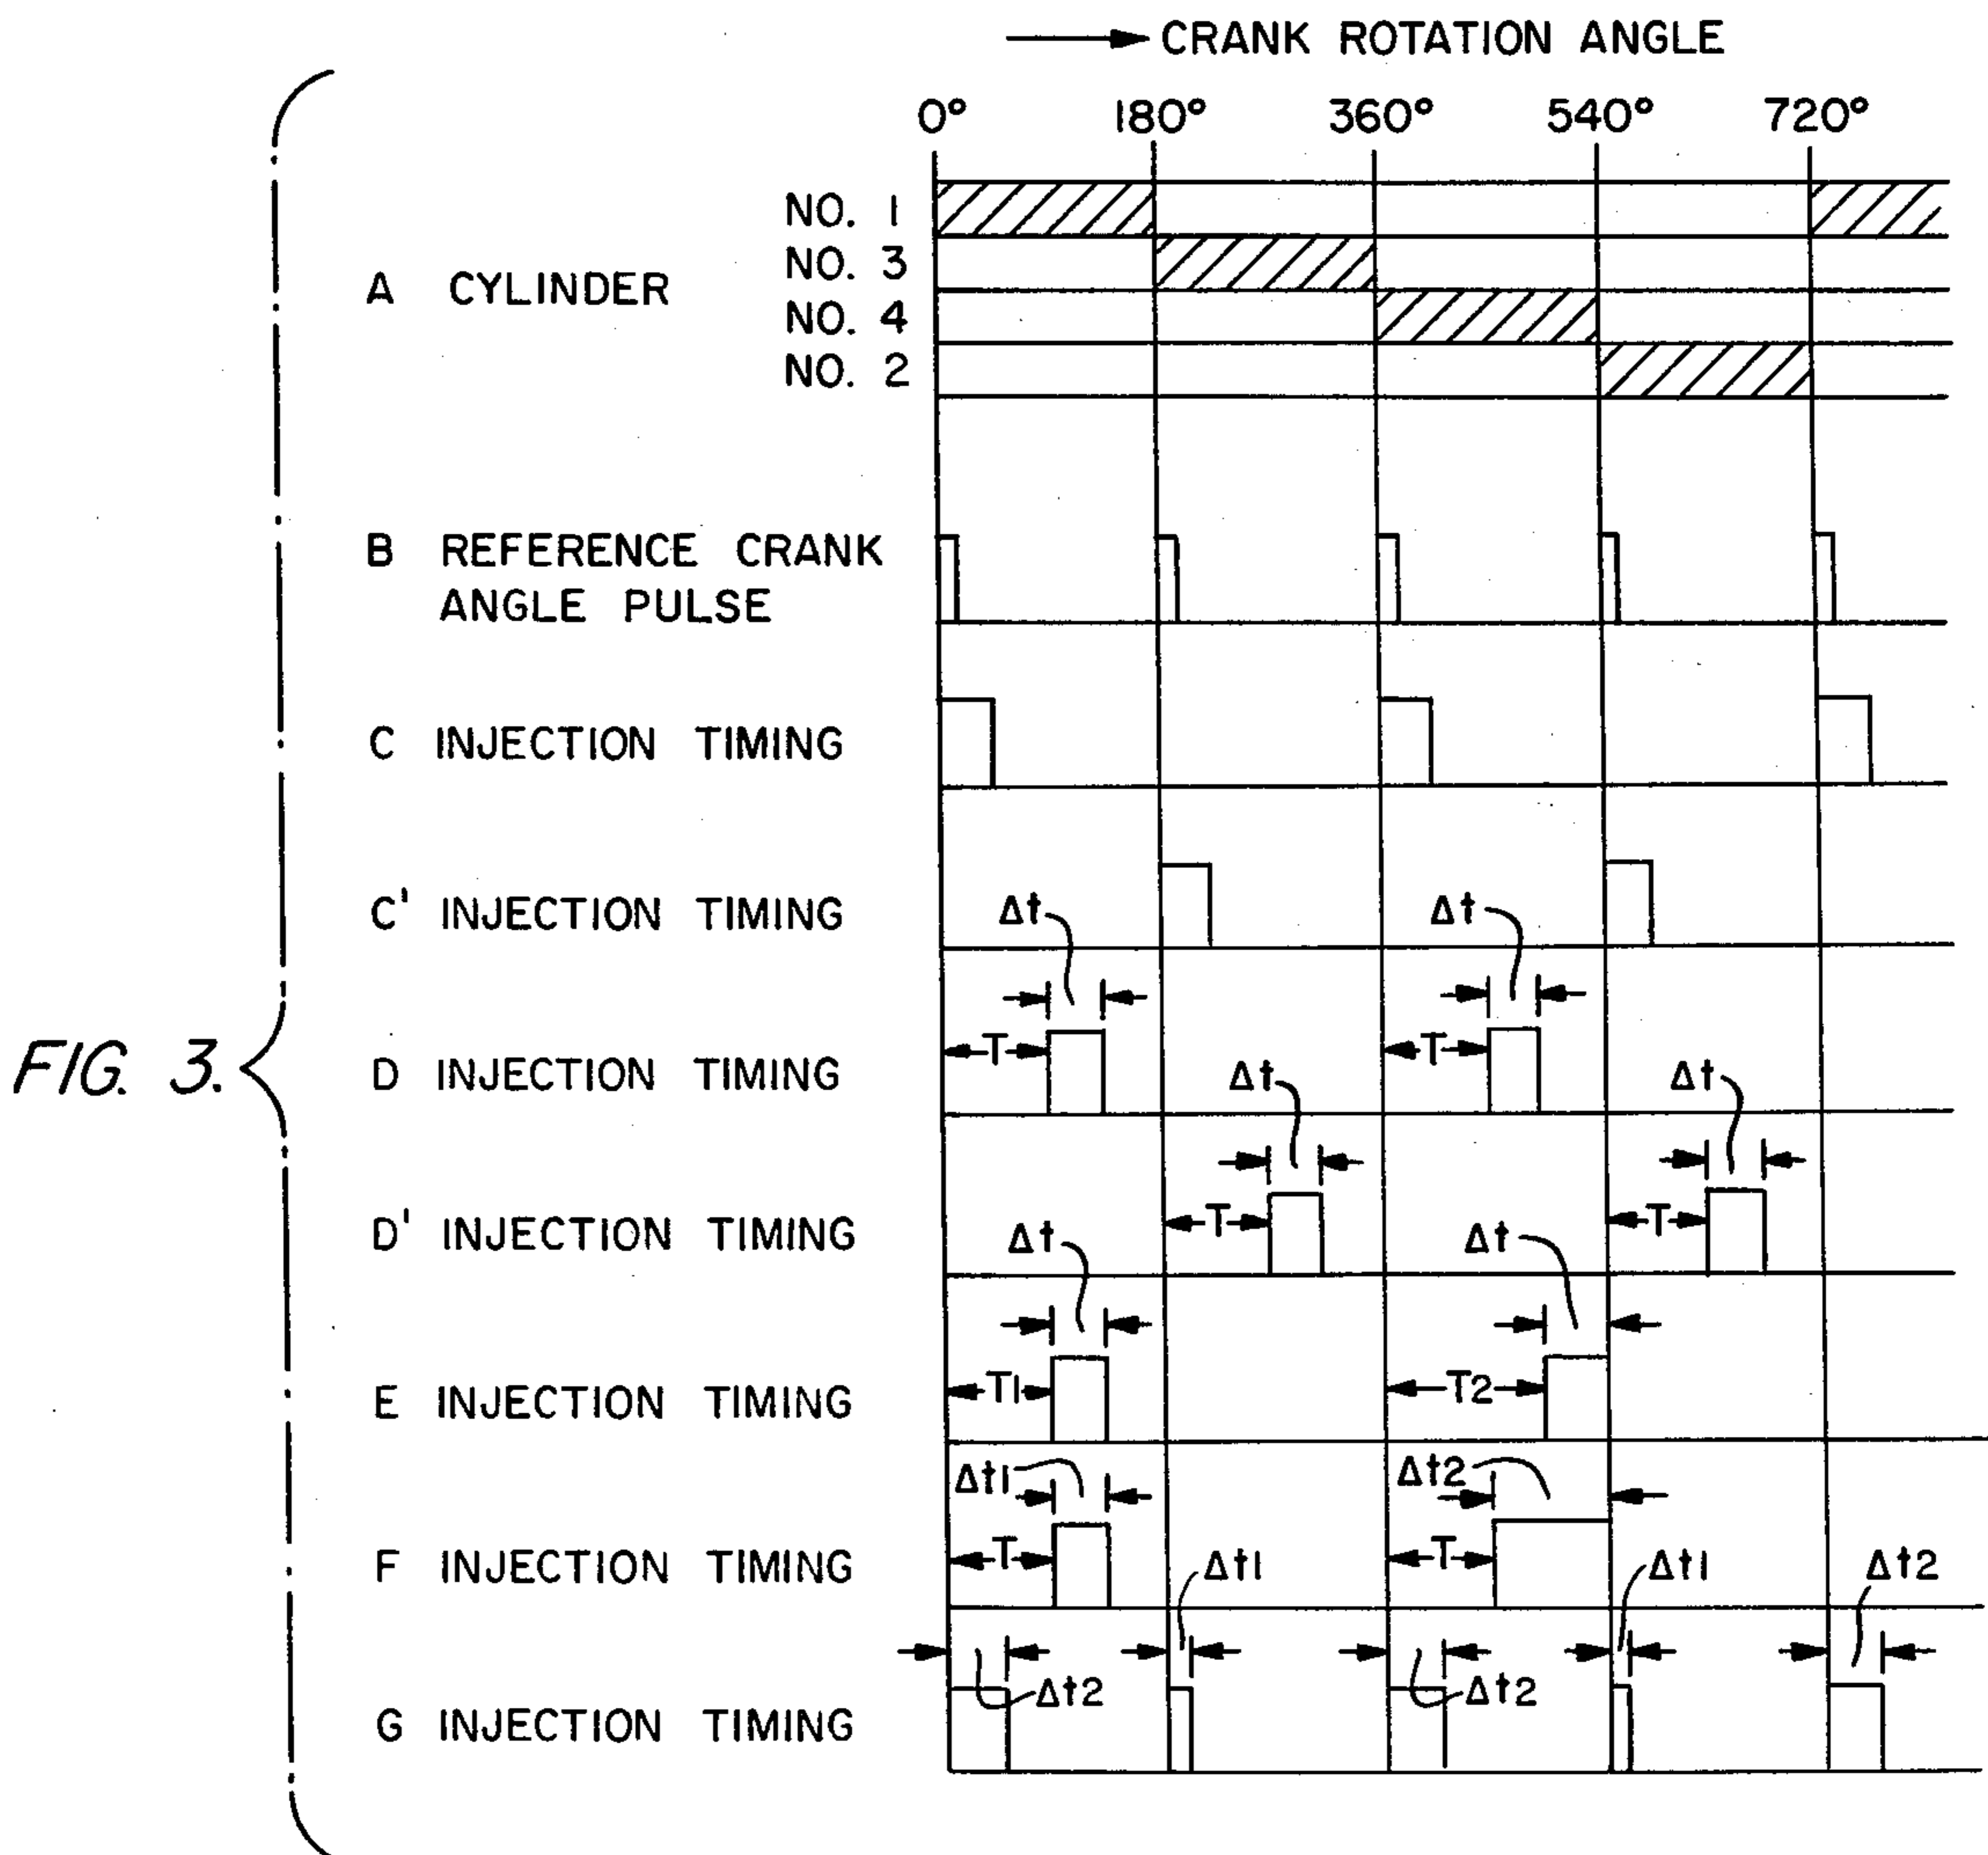 CRANK ROTATION ANGLE
0° 180° 360° 540° 720°
NO. 1
NO. 3
A CYLINDER
NO. 4
NO. 2
B REFERENCE CRANK
ANGLE PULSE
C INJECTION TIMING
C' INJECTION TIMING
Δt Δt
D INJECTION TIMING
T T
Δt Δt
D' INJECTION TIMING
T T
Δt Δt
E INJECTION TIMING
T1 T2
Δt1 Δt2
F INJECTION TIMING
T T
Δt1 Δt1 Δt2
Δt2 Δt2
G INJECTION TIMING
FIG. 3.